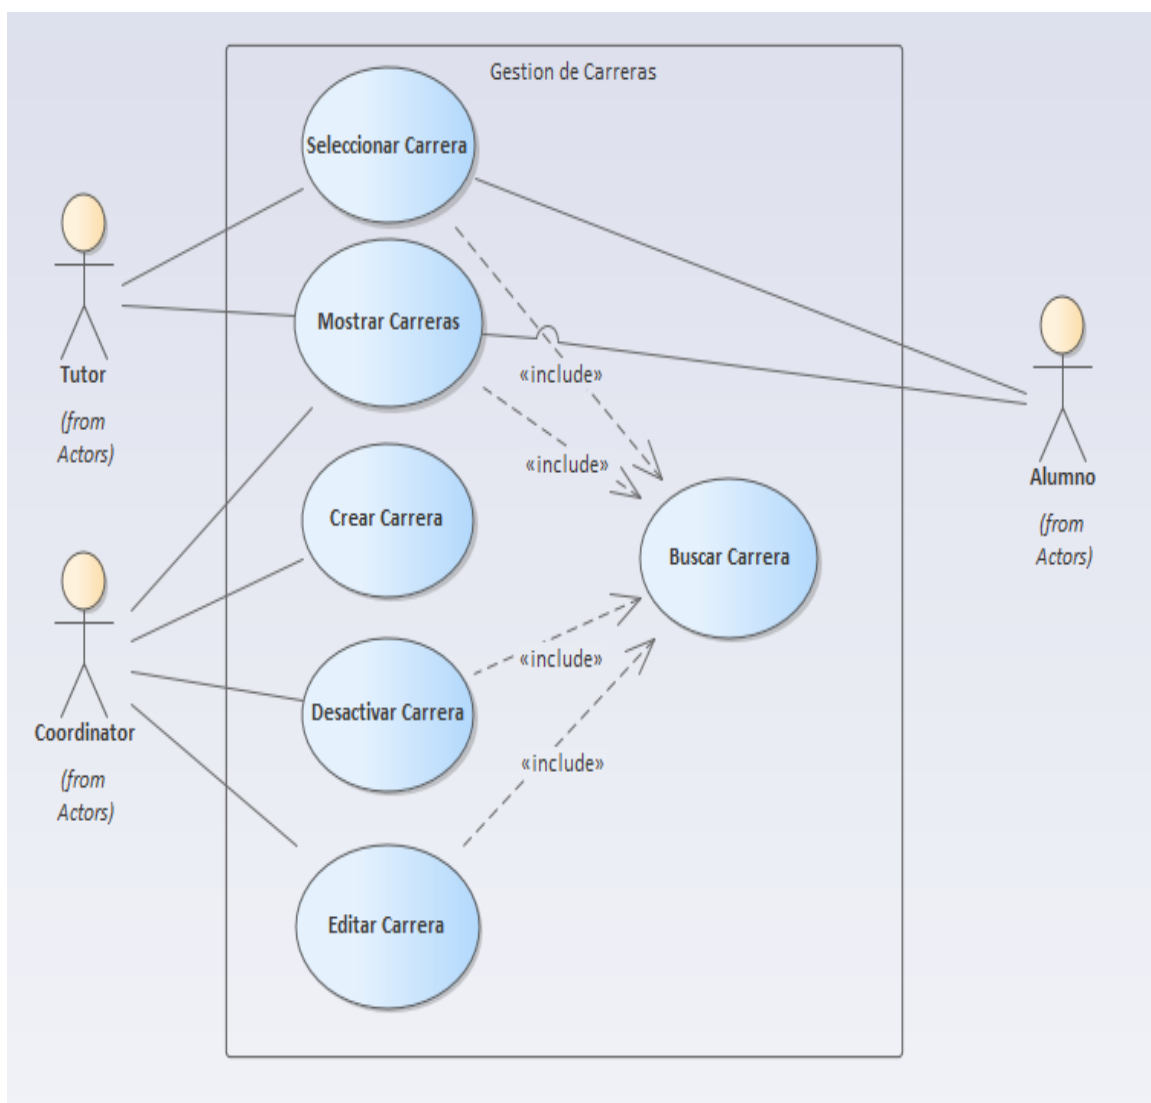 Gestion de Carreras
Seleccionar Carrera
Mostrar Carreras
«include»
Tutor
(from
Actors)
«include»
Alumno
(from
Actors)
Crear Carrera
Buscar Carrera
«include»
Desactivar Carrera
Coordinator
(from
Actors)
«include»
Editar Carrera